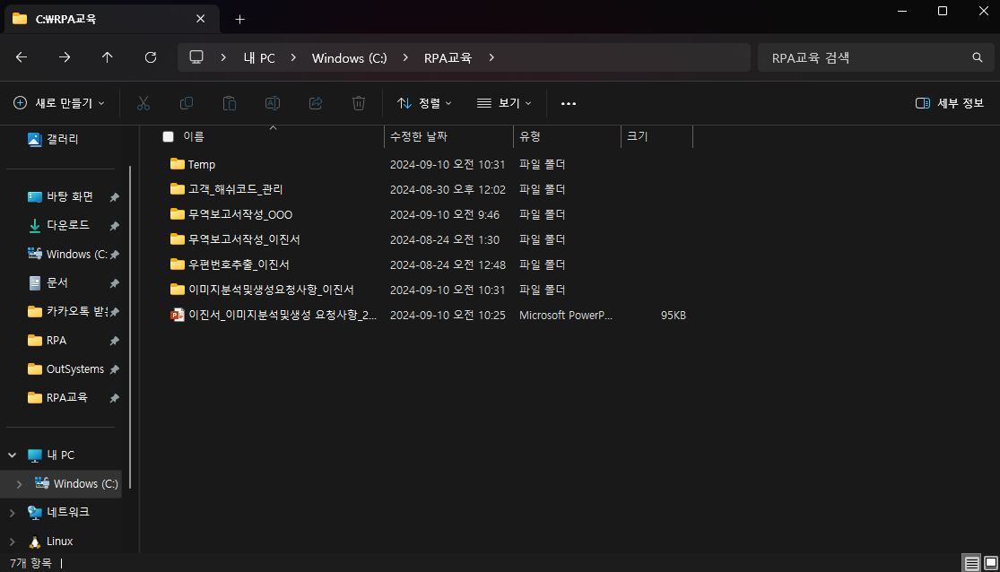 C:\RPA교육
내 PC > Windows (C:) > RPA교육 >
RPA교육 검색
새로 만들기
정렬
보기
세부 정보
갤러리
바탕 화면
다운로드
Windows (C:
문서
카카오톡 받은
RPA
OutSystems
RPA교육
내 PC
Windows (C:)
네트워크
Linux
이름 수정한 날짜 유형 크기
Temp 2024-09-10 오전 10:31 파일 폴더
고객_해쉬코드_관리 2024-08-30 오후 12:02 파일 폴더
무역보고서작성_OOO 2024-09-10 오전 9:46 파일 폴더
무역보고서작성_이진서 2024-08-24 오전 1:30 파일 폴더
우편번호추출_이진서 2024-08-24 오전 12:48 파일 폴더
이미지분석및생성요청사항_이진서 2024-09-10 오전 10:31 파일 폴더
이진서_이미지분석및생성 요청사항_2... 2024-09-10 오전 10:25 Microsoft PowerP... 95KB
7개 항목